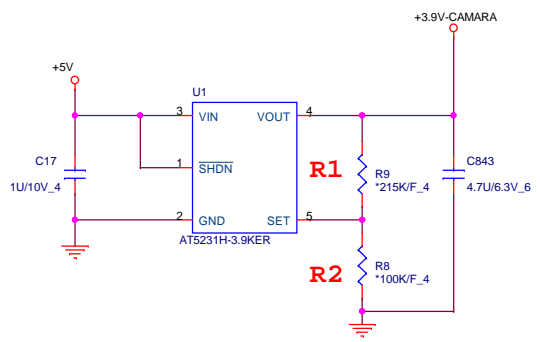 +3.9V-CAMARA
+5V
U1
3 VIN VOUT 4
C17
1U/10V_4
1 SHDN
R1
R9
*215K/F_4
C843
4.7U/6.3V_6
2 GND SET 5
AT5231H-3.9KER
R2
R8
*100K/F_4